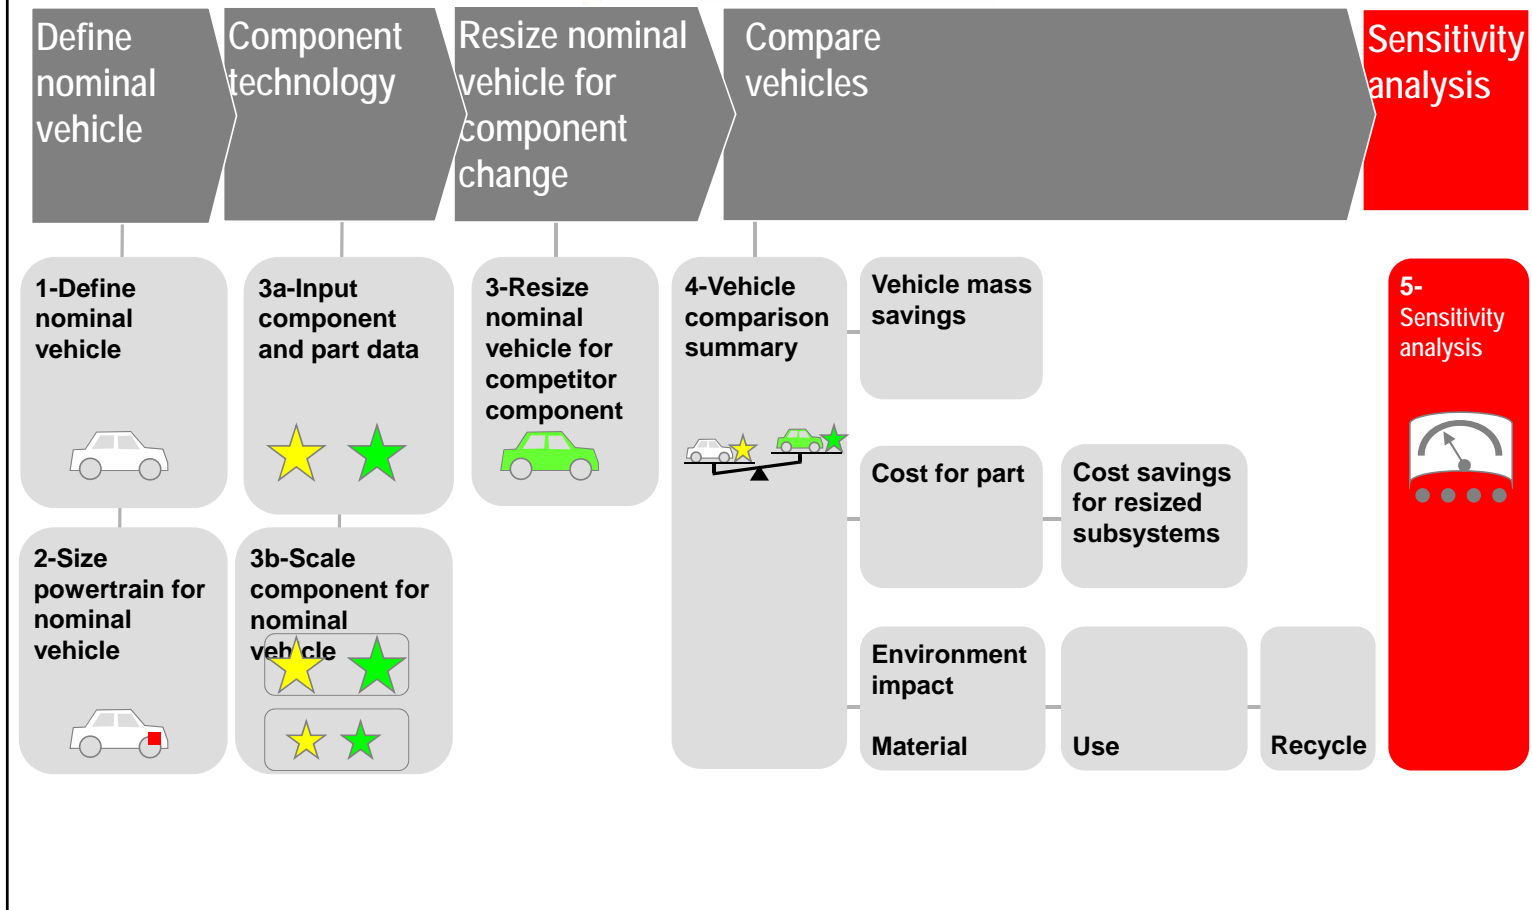 Define
nominal
vehicle
Component
technology
Resize nominal
vehicle for
component
change
Compare
vehicles
Sensitivity
analysis
1-Define
nominal
vehicle
3a-Input
component
and part data
3-Resize
nominal
vehicle for
competitor
component
4-Vehicle
comparison
summary
Vehicle mass
savings
5-
Sensitivity
analysis
Cost for part
Cost savings
for resized
subsystems
2-Size
powertrain for
nominal
vehicle
3b-Scale
component for
nominal
vehicle
Environment
impact
Material
Use
Recycle